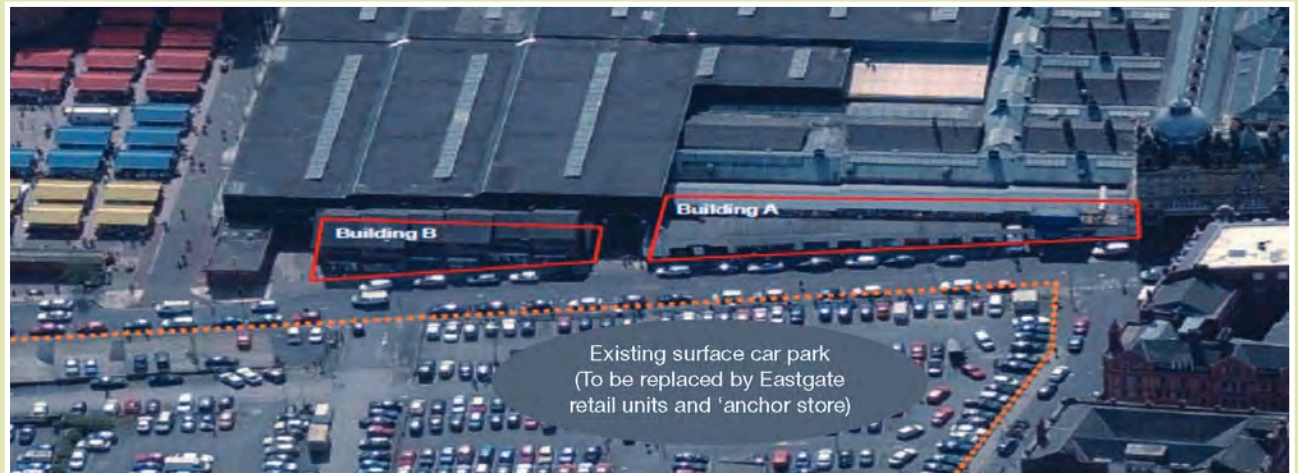 Building A
Building B
Existing surface car park
(To be replaced by Eastgate
retail units and ‘anchor store)